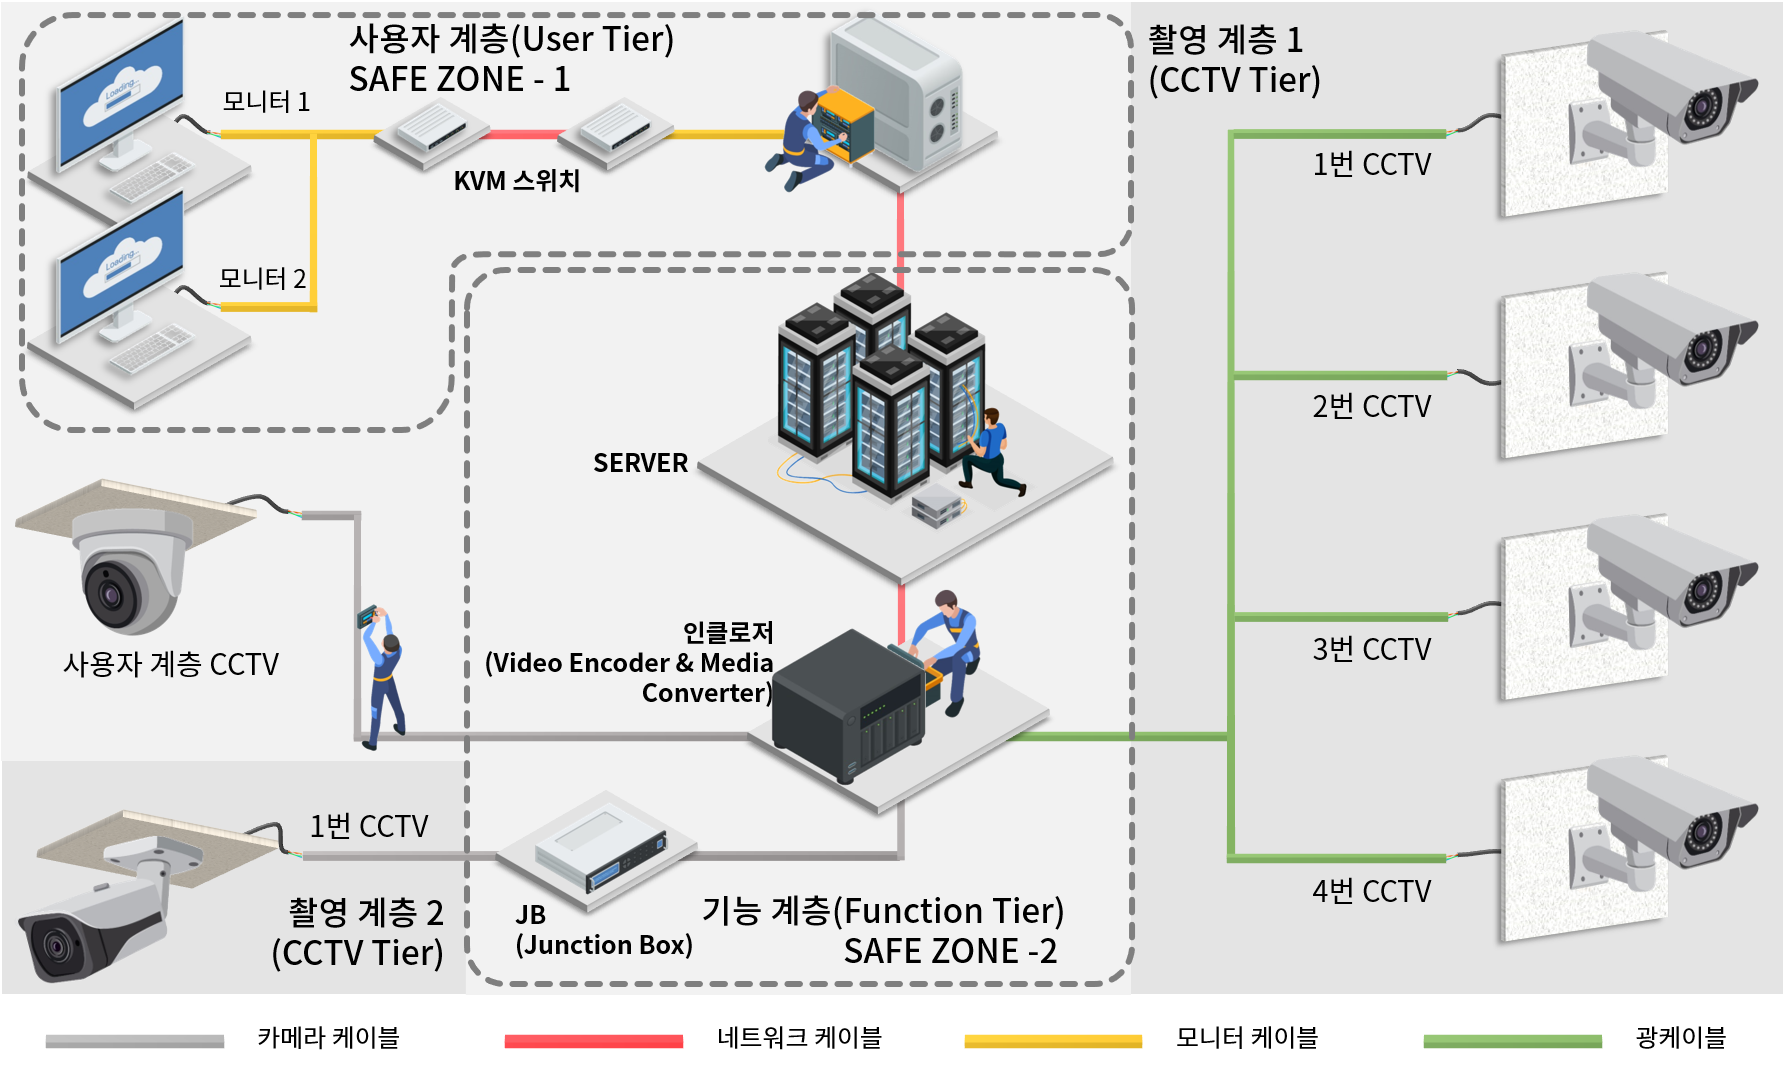 사용자 계층(User Tier)
SAFE ZONE - 1
Loading...
모니터 1
KVM 스위치
Loading...
모니터 2
촬영 계층 1
(CCTV Tier)
1번 CCTV
2번 CCTV
3번 CCTV
4번 CCTV
SERVER
사용자 계층 CCTV
인클로저
(Video Encoder & Media
Converter)
1번 CCTV
촬영 계층 2
(CCTV Tier)
JB
(Junction Box)
기능 계층(Function Tier)
SAFE ZONE -2
카메라 케이블
네트워크 케이블
모니터 케이블
광케이블